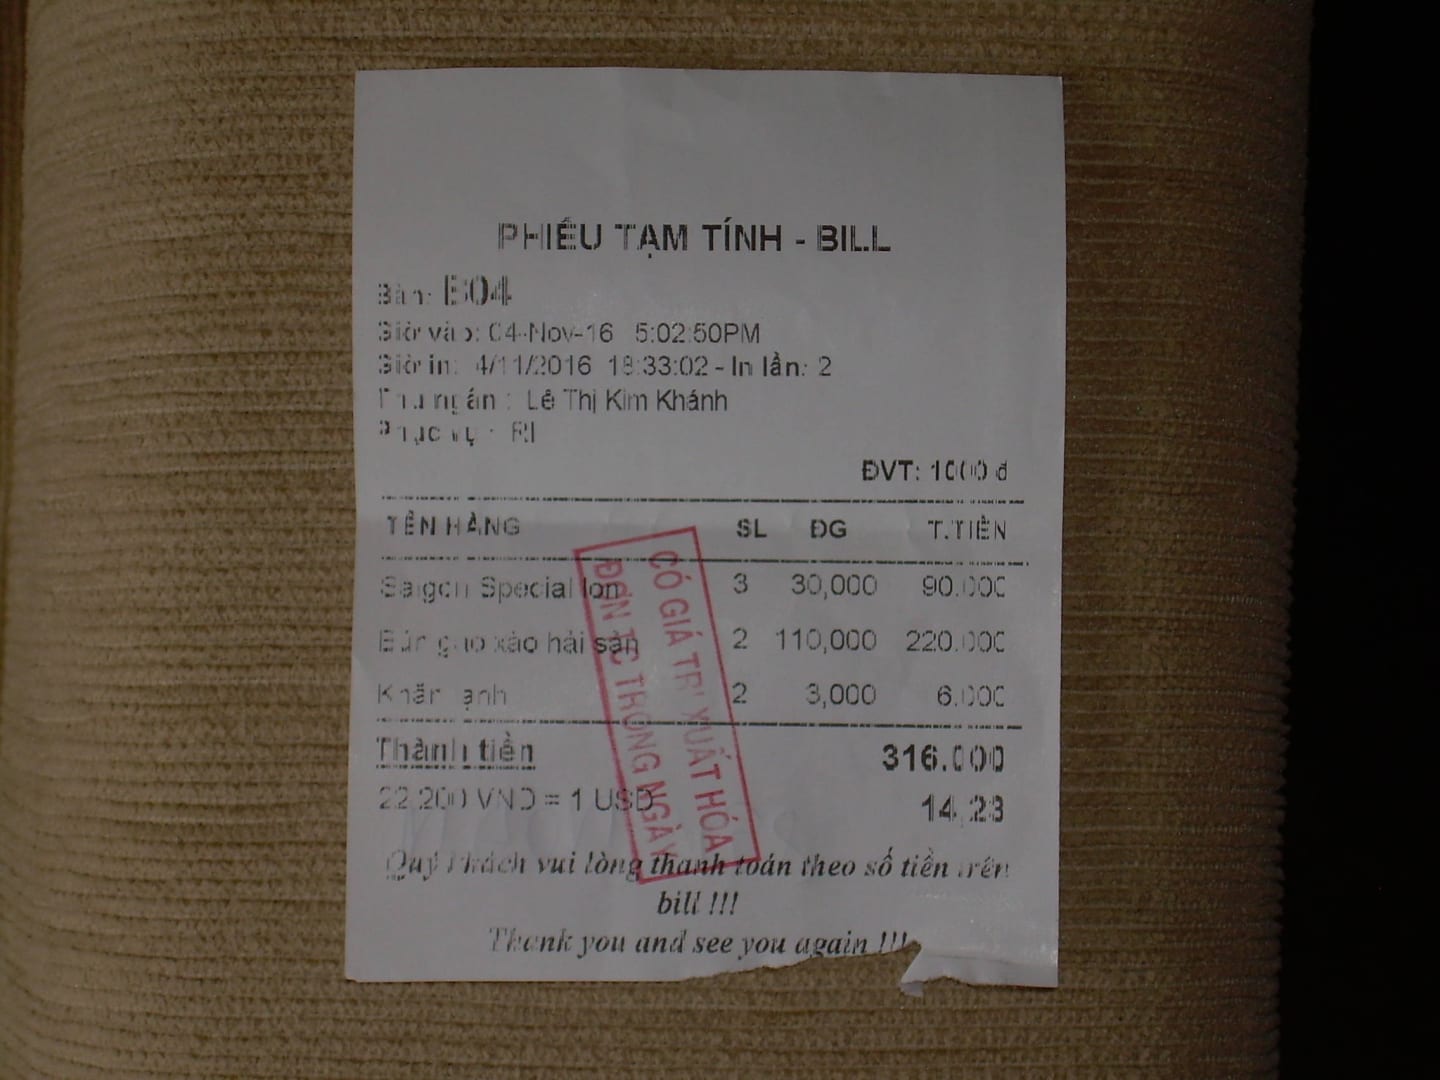 PHIẾU TẠM TÍNH - BILL
Bàn: B04
Giờ vào: 04-Nov-16 5:02:50PM
Giờ in: 4/11/2016 18:33:02 - In lần: 2
Thu ngân : Lê Thị Kim Khánh
Phục vụ : RI
ĐVT: 1000 đ
TÊN HÀNG SL ĐG T.TIỀN
Saigon Special lon 3 30,000 90.000
Bún gạo xào hải sản 2 110,000 220.000
Khăn lạnh 2 3,000 6.000
Thành tiền 316.000
22,200 VND = 1 USD 14,23
Quý khách vui lòng thanh toán theo số tiền trên
bill !!!
Thank you and see you again !!!
CÓ GIÁ TRỊ XUẤT HÓA
ĐƠN TC TRONG NGÀY